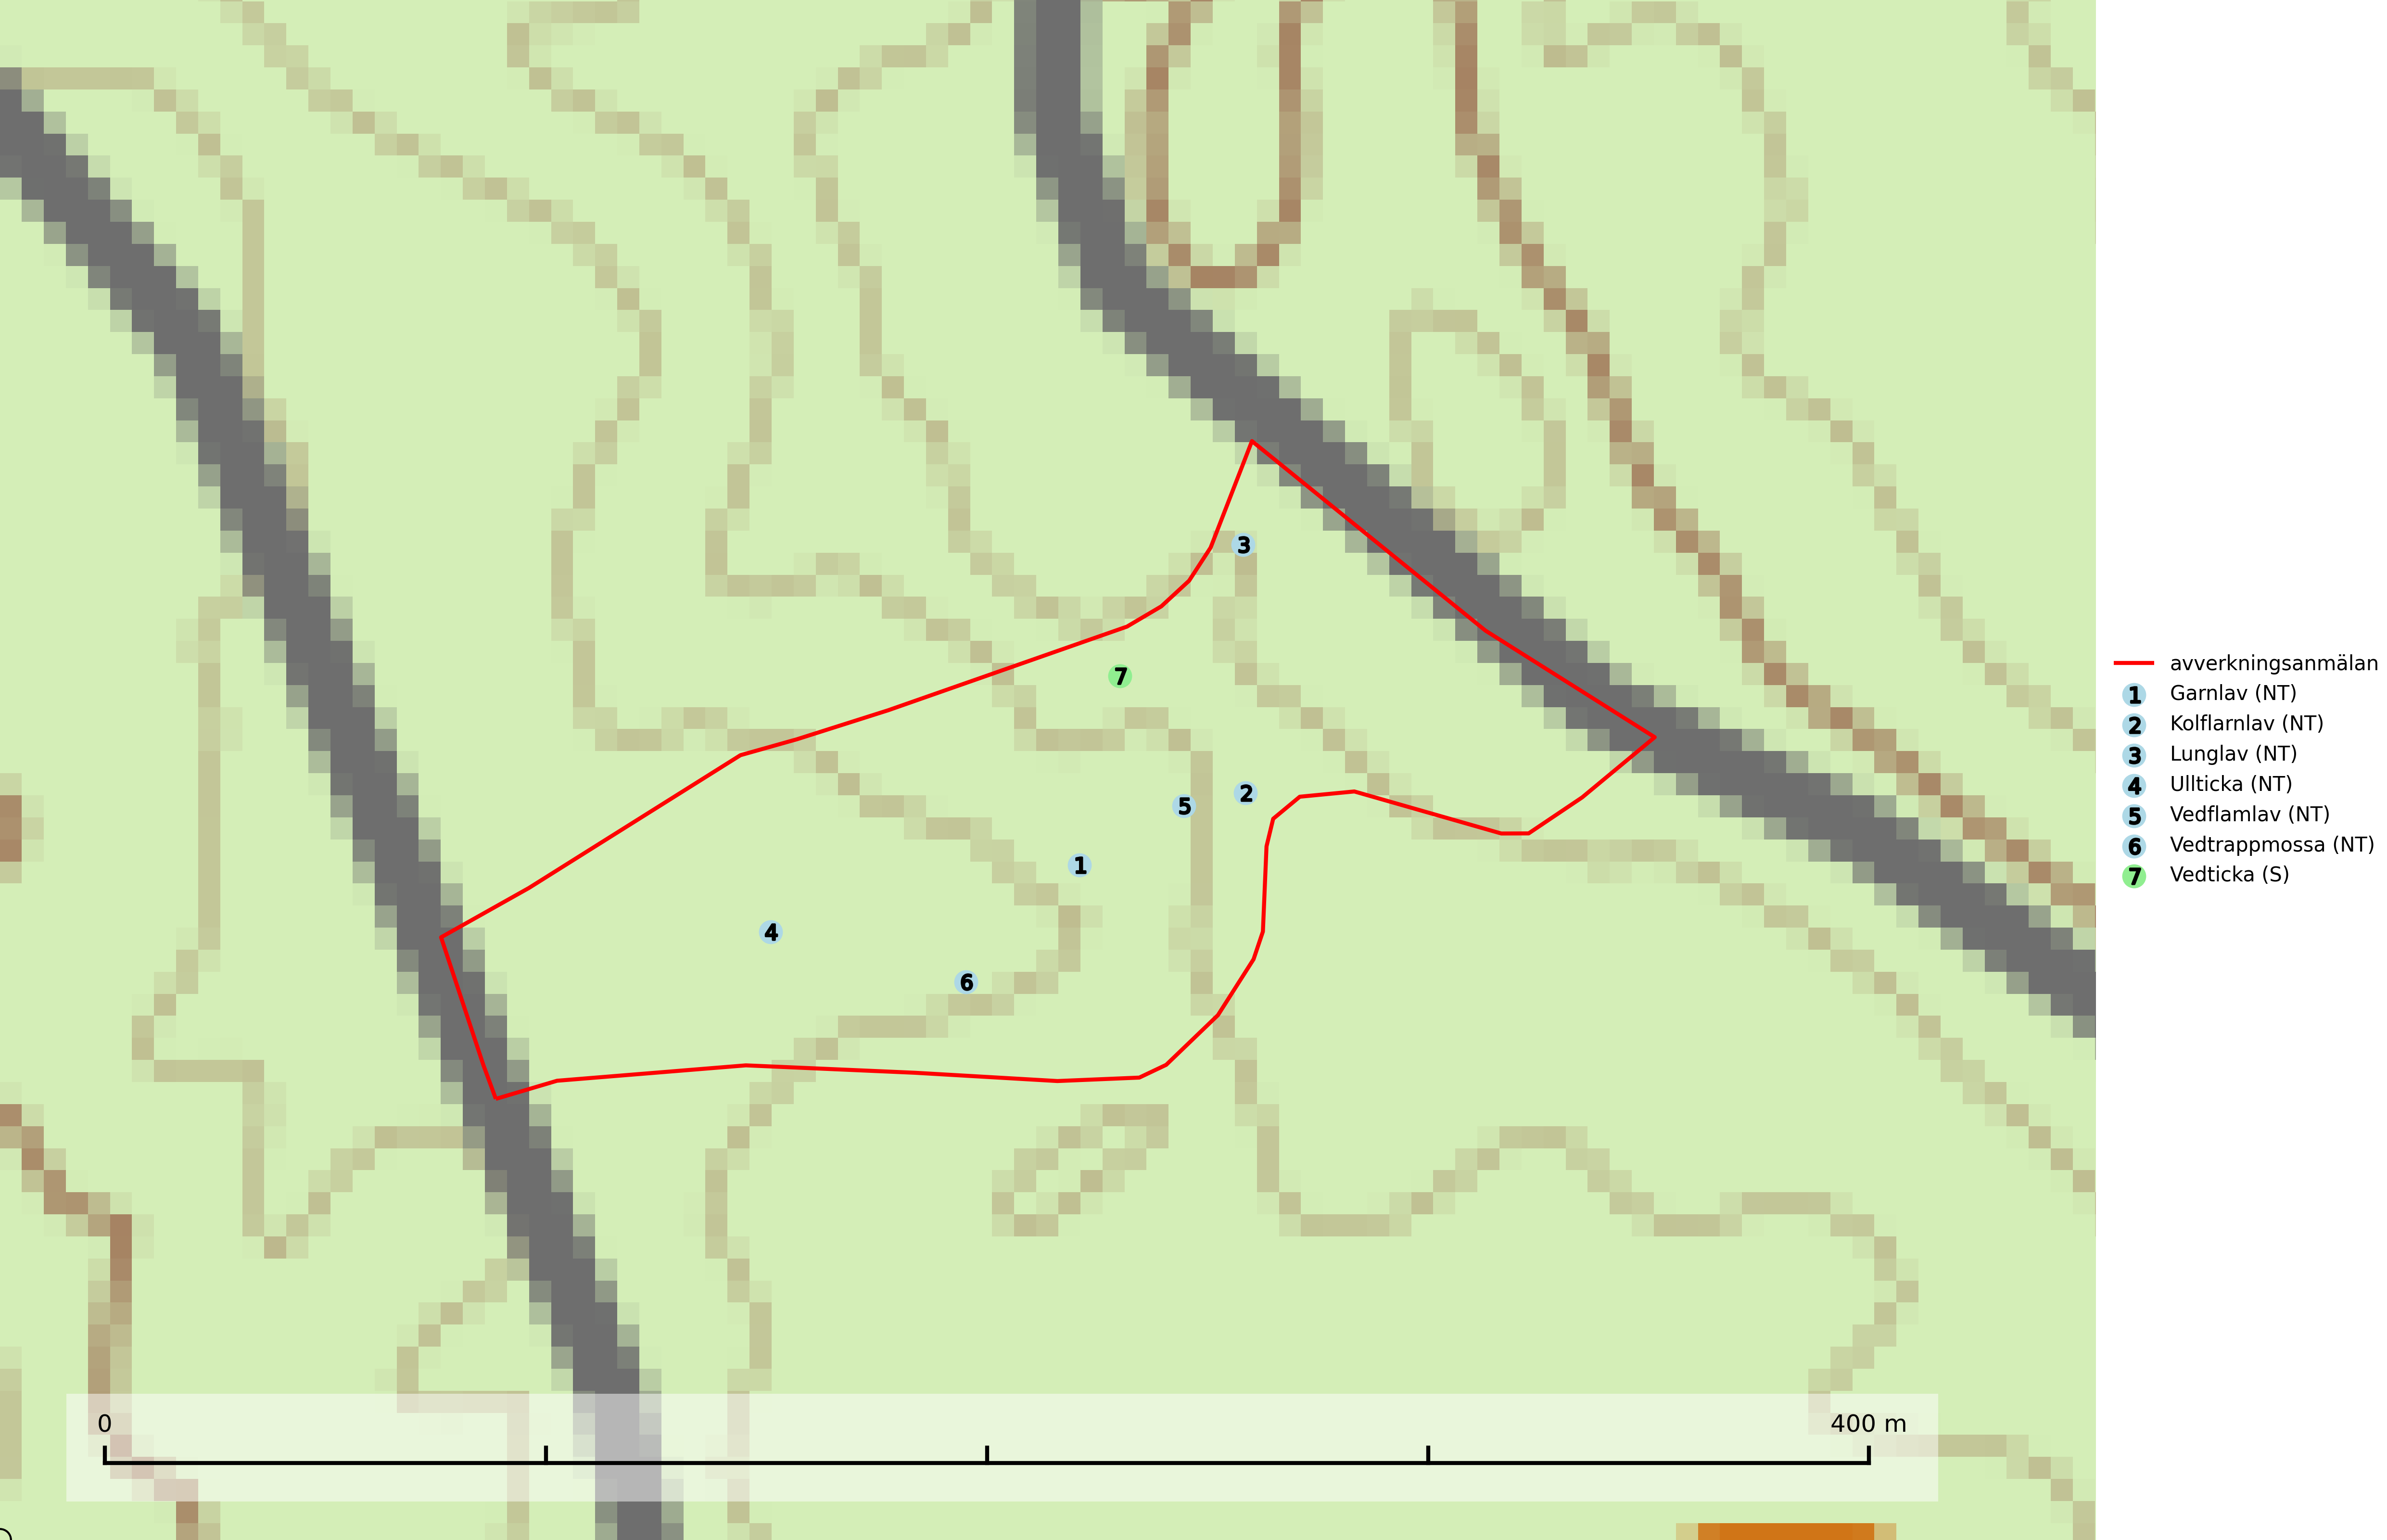 3
7
2
5
1
4
6
avverkningsanmälan
1 Garnlav (NT)
2 Kolflarnlav (NT)
3 Lunglav (NT)
4 Ullticka (NT)
5 Vedflamlav (NT)
6 Vedtrappmossa (NT)
7 Vedticka (S)
0 400 m